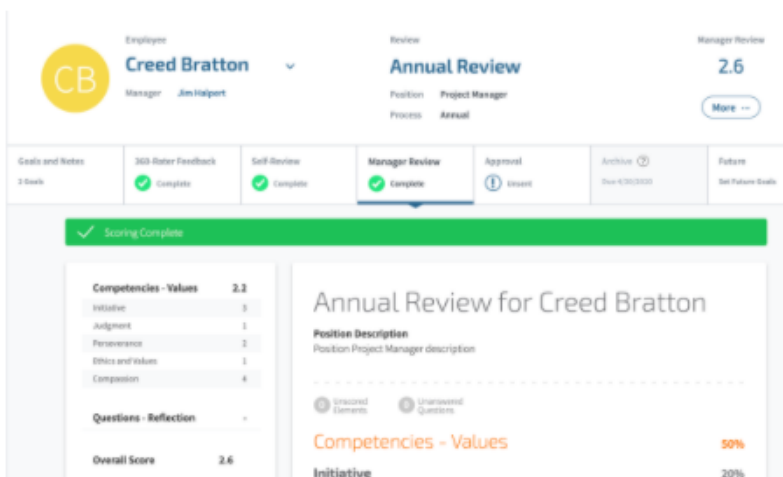 Employee
Review
Manager Review
CB
Creed Bratton
Annual Review
2.6
Manager Jim Halpert
Position Project Manager
More ···
Process Annual
Goals and Notes
360-Rater Feedback
Self-Review
Manager Review
Approval
Archive ?
Future
2 Goals
Complete
Complete
Complete
Unsent
Due 4/30/2020
Set Future Goals
Scoring Complete
Competencies - Values 2.2
Initiative 3
Judgment 1
Perseverance 2
Ethics and Values 1
Compassion 4
Questions - Reflection -
Overall Score 2.6
Annual Review for Creed Bratton
Position Description
Position Project Manager description
0 Unscored Elements
0 Unanswered Questions
Competencies - Values 50%
Initiative 20%